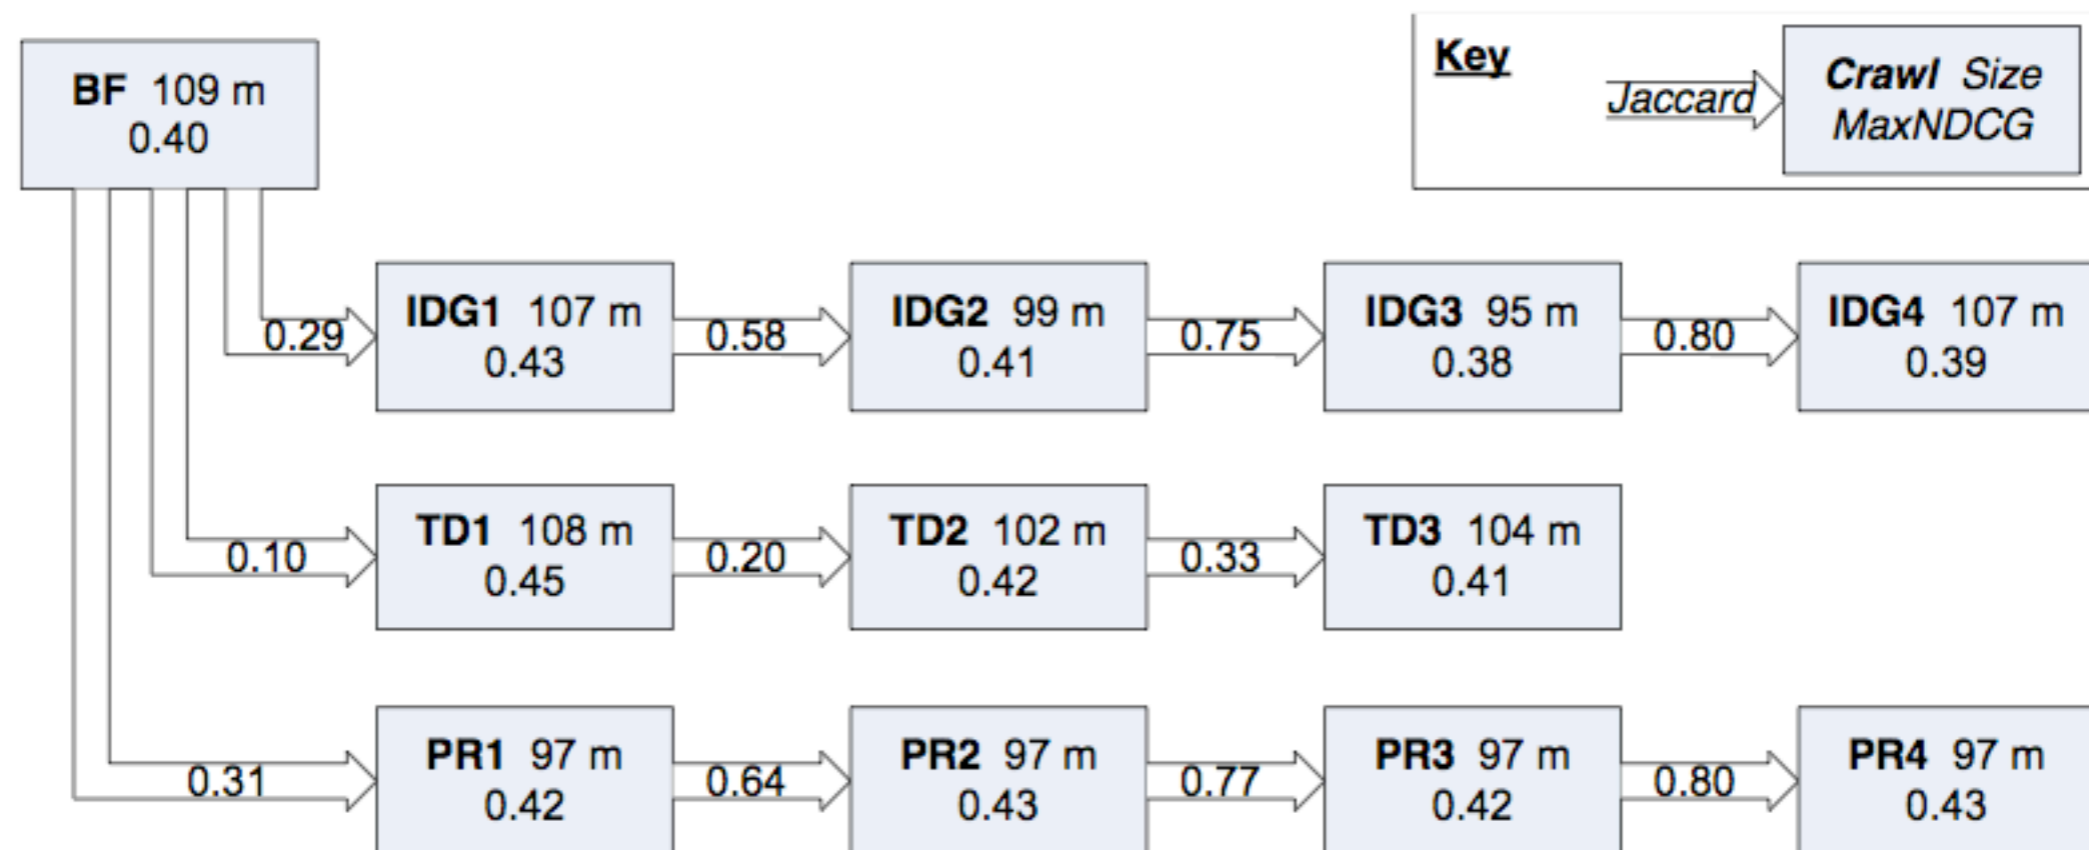 BF 109 m
0.40
Key
Jaccard
Crawl Size
MaxNDCG
0.29
IDG1 107 m
0.43
0.58
IDG2 99 m
0.41
0.75
IDG3 95 m
0.38
0.80
IDG4 107 m
0.39
0.10
TD1 108 m
0.45
0.20
TD2 102 m
0.42
0.33
TD3 104 m
0.41
0.31
PR1 97 m
0.42
0.64
PR2 97 m
0.43
0.77
PR3 97 m
0.42
0.80
PR4 97 m
0.43